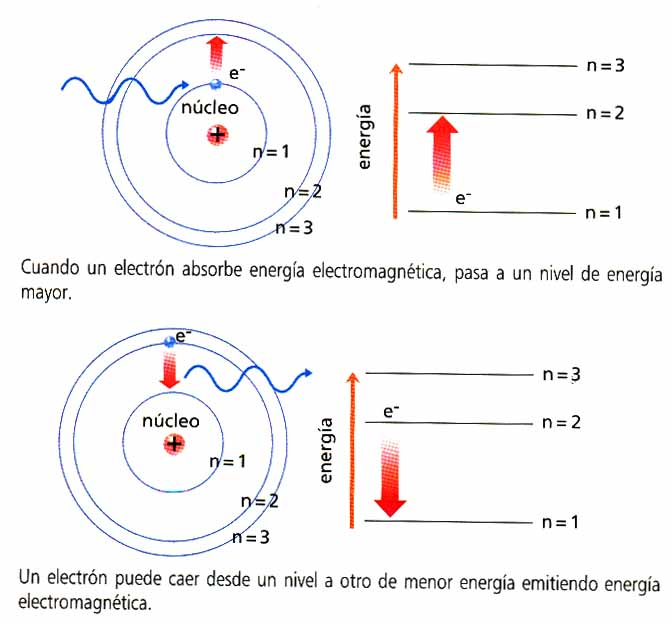 e-
núcleo
+
n=1
n=2
n=3
energía
n=3
n=2
e-
n=1
Cuando un electrón absorbe energía electromagnética, pasa a un nivel de energía
mayor.
e-
núcleo
+
n=1
n=2
n=3
energía
n=3
e-
n=2
n=1
Un electrón puede caer desde un nivel a otro de menor energía emitiendo energía
electromagnética.